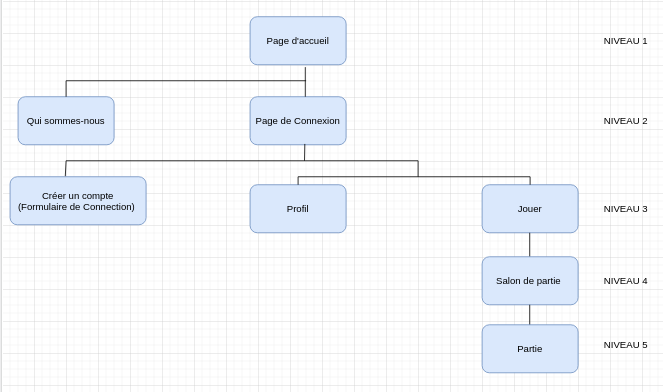 Page d'accueil
NIVEAU 1
Qui sommes-nous
Page de Connexion
NIVEAU 2
Créer un compte
(Formulaire de Connection)
Profil
Jouer
NIVEAU 3
Salon de partie
NIVEAU 4
Partie
NIVEAU 5